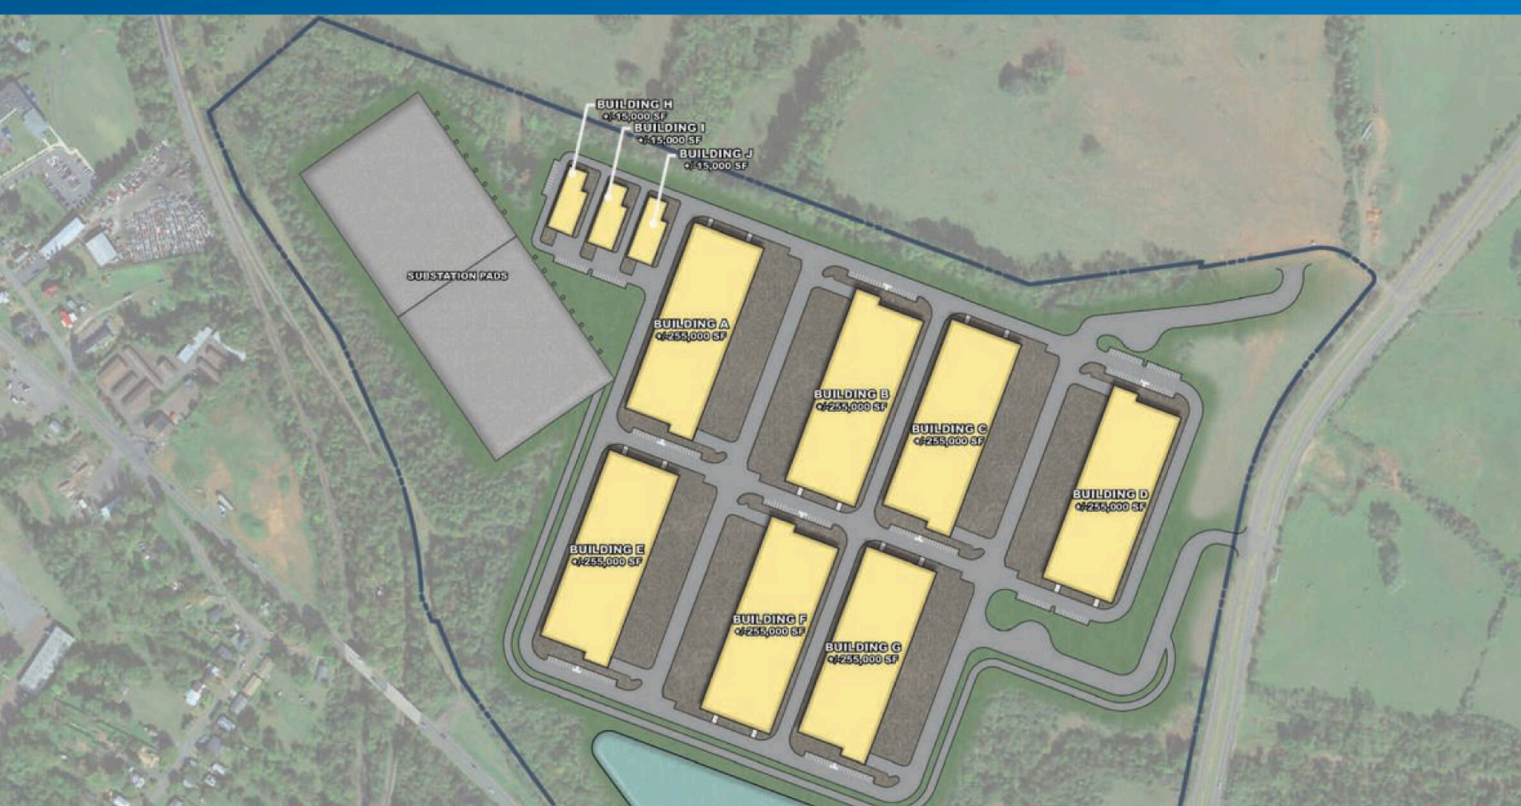 BUILDING H
+/-15,000 SF
BUILDING I
+/-15,000 SF
BUILDING J
+/-15,000 SF
SUBSTATION PADS
BUILDING A
+/-255,000 SF
BUILDING B
+/-255,000 SF
BUILDING C
+/-255,000 SF
BUILDING D
+/-255,000 SF
BUILDING E
+/-255,000 SF
BUILDING F
+/-255,000 SF
BUILDING G
+/-255,000 SF